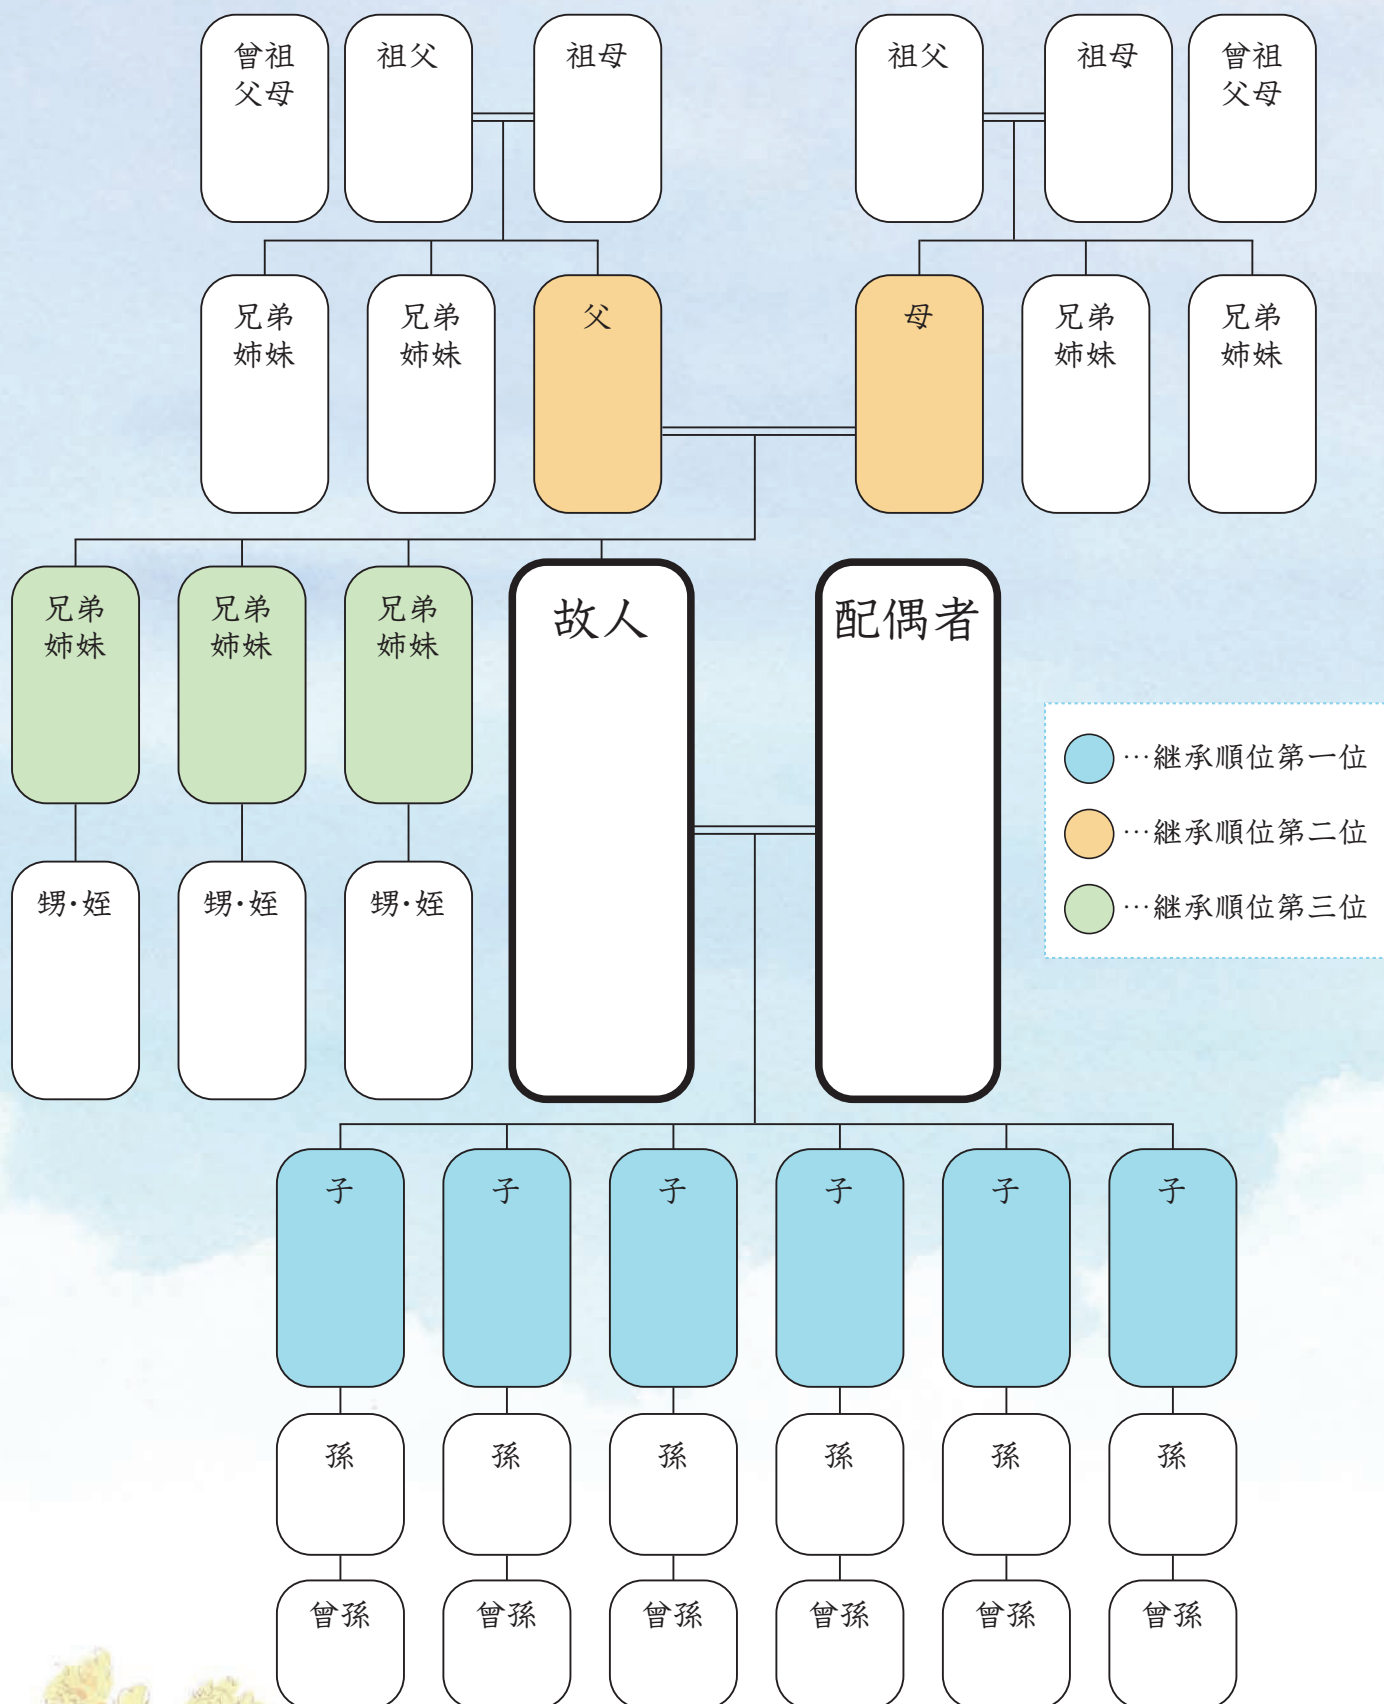 曾祖
父母
祖父
祖母
祖父
祖母
曾祖
父母
兄弟
姉妹
兄弟
姉妹
父
母
兄弟
姉妹
兄弟
姉妹
兄弟
姉妹
兄弟
姉妹
兄弟
姉妹
故人
配偶者
…継承順位第一位
…継承順位第二位
…継承順位第三位
甥・姪
甥・姪
甥・姪
子
子
子
子
子
子
孫
孫
孫
孫
孫
孫
曾孫
曾孫
曾孫
曾孫
曾孫
曾孫